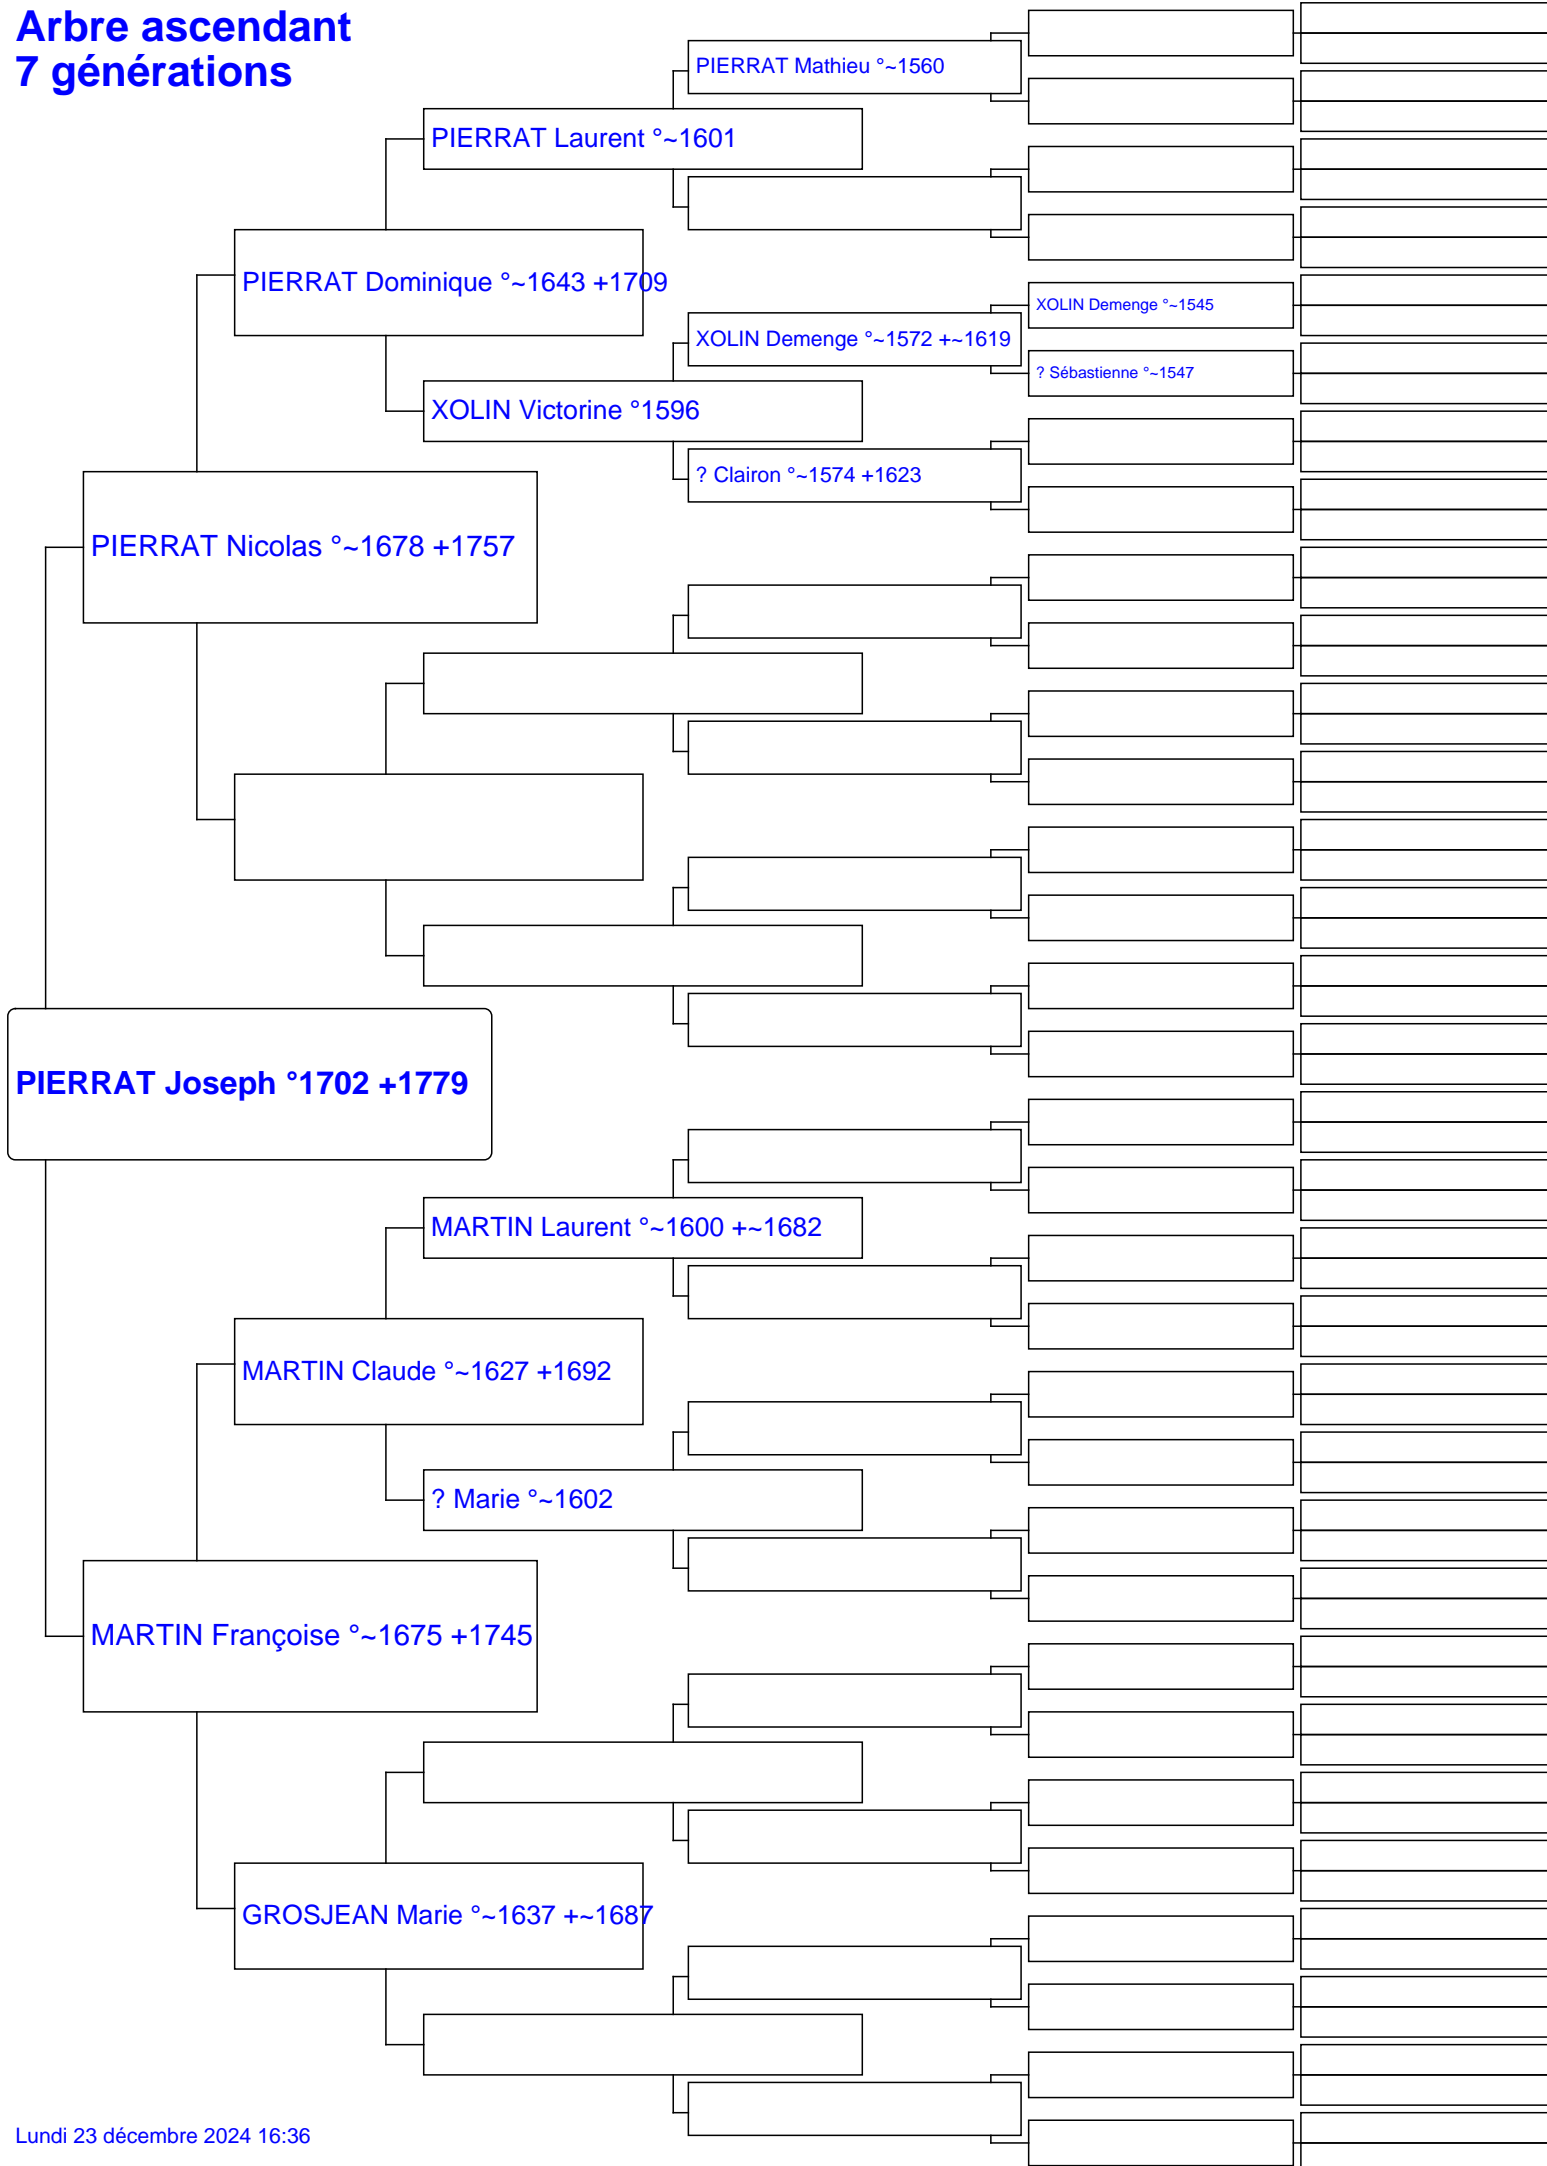 Arbre ascendant
7 générations
PIERRAT Mathieu °~1560
PIERRAT Laurent °~1601
PIERRAT Dominique °~1643 +1709
XOLIN Demenge °~1545
XOLIN Demenge °~1572 +~1619
? Sébastienne °~1547
XOLIN Victorine °1596
? Clairon °~1574 +1623
PIERRAT Nicolas °~1678 +1757
PIERRAT Joseph °1702 +1779
MARTIN Laurent °~1600 +~1682
MARTIN Claude °~1627 +1692
? Marie °~1602
MARTIN Françoise °~1675 +1745
GROSJEAN Marie °~1637 +~1687
Lundi 23 décembre 2024 16:36